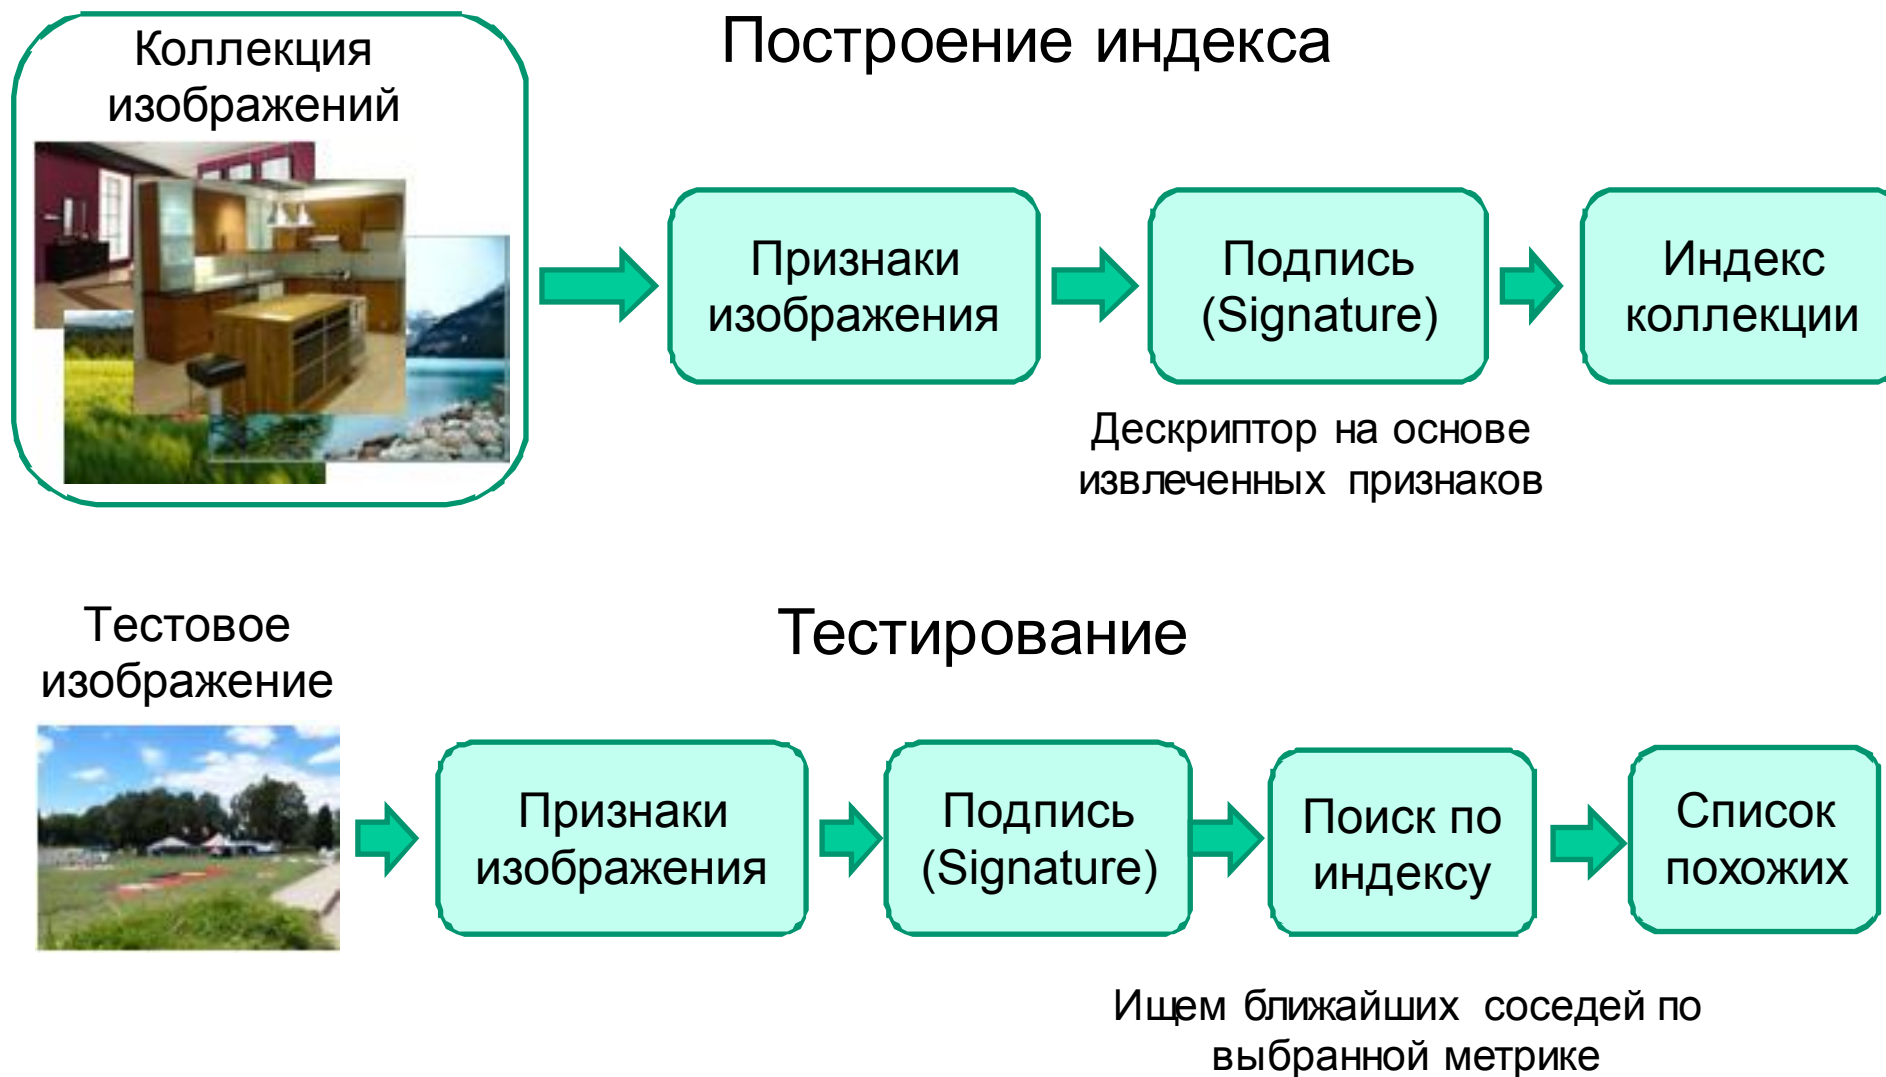 Построение индекса
Коллекция
изображений
Признаки
изображения
Подпись
(Signature)
Индекс
коллекции
Дескриптор на основе
извлеченных признаков
Тестирование
Тестовое
изображение
Признаки
изображения
Подпись
(Signature)
Поиск по
индексу
Список
похожих
Ищем ближайших соседей по
выбранной метрике